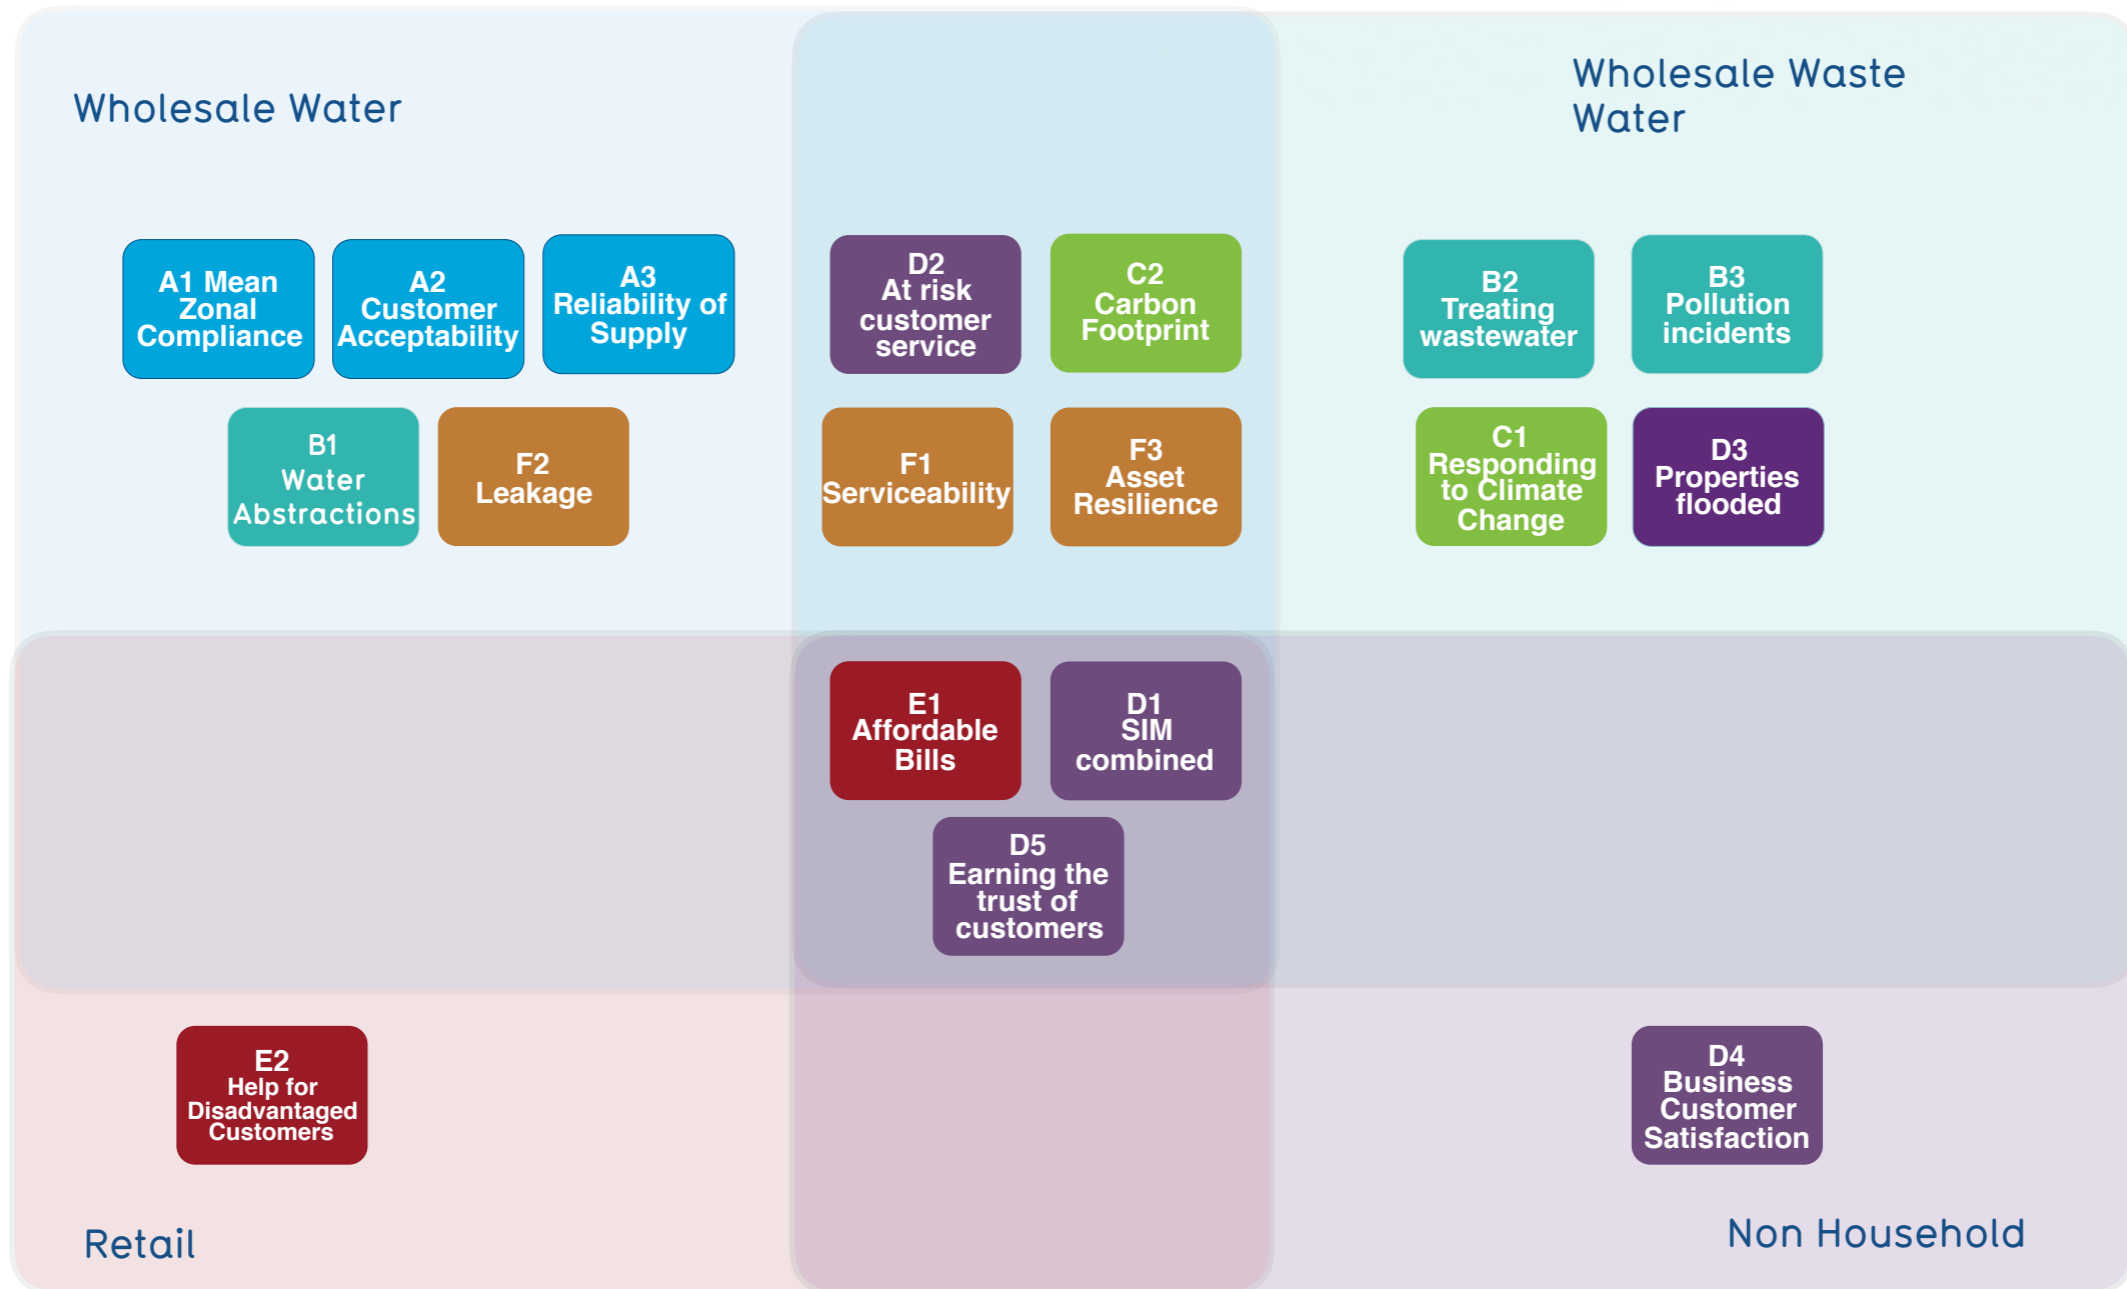 Wholesale Water
Wholesale Waste
Water
A1 Mean
Zonal
Compliance
A2
Customer
Acceptability
A3
Reliability of
Supply
D2
At risk
customer
service
C2
Carbon
Footprint
B2
Treating
wastewater
B3
Pollution
incidents
B1
Water
Abstractions
F2
Leakage
F1
Serviceability
F3
Asset
Resilience
C1
Responding
to Climate
Change
D3
Properties
flooded
E1
Affordable
Bills
D1
SIM
combined
D5
Earning the
trust of
customers
E2
Help for
Disadvantaged
Customers
D4
Business
Customer
Satisfaction
Retail
Non Household